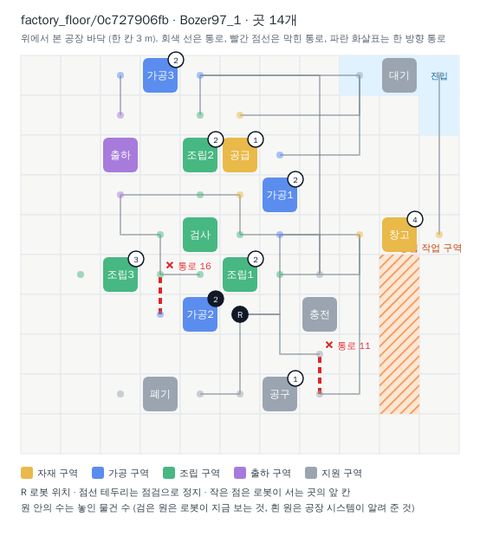 factory_floor/0c727906fb · Bozer97_1 · 곳 14개
위에서 본 공장 바닥 (한 칸 3 m). 회색 선은 통로, 빨간 점선은 막힌 통로, 파란 화살표는 한 방향 통로
가공3 2
대기
진입
출하
조립2 2
공급 1
가공1 2
검사
창고 4
작업 구역
조립3 3
✕ 통로 16
조립1 2
가공2 2
R
충전
✕ 통로 11
폐기
공구 1
자재 구역 가공 구역 조립 구역 출하 구역 지원 구역
R 로봇 위치 · 점선 테두리는 점검으로 정지 · 작은 점은 로봇이 서는 곳의 앞 칸
원 안의 수는 놓인 물건 수 (검은 원은 로봇이 지금 보는 것, 흰 원은 공장 시스템이 알려 준 것)